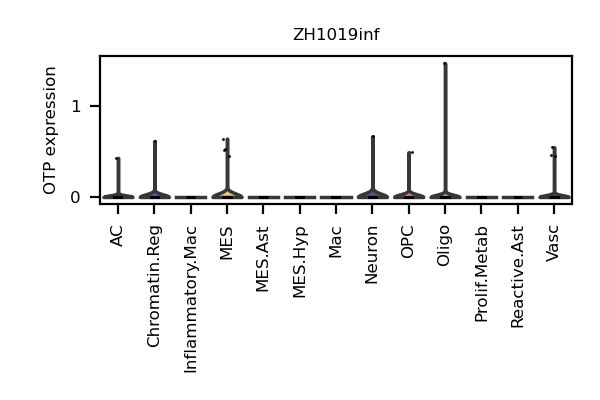 ZH1019inf
OTP expression
1
0
AC
Chromatin.Reg
Inflammatory.Mac
MES
MES.Ast
MES.Hyp
Mac
Neuron
OPC
Oligo
Prolif.Metab
Reactive.Ast
Vasc